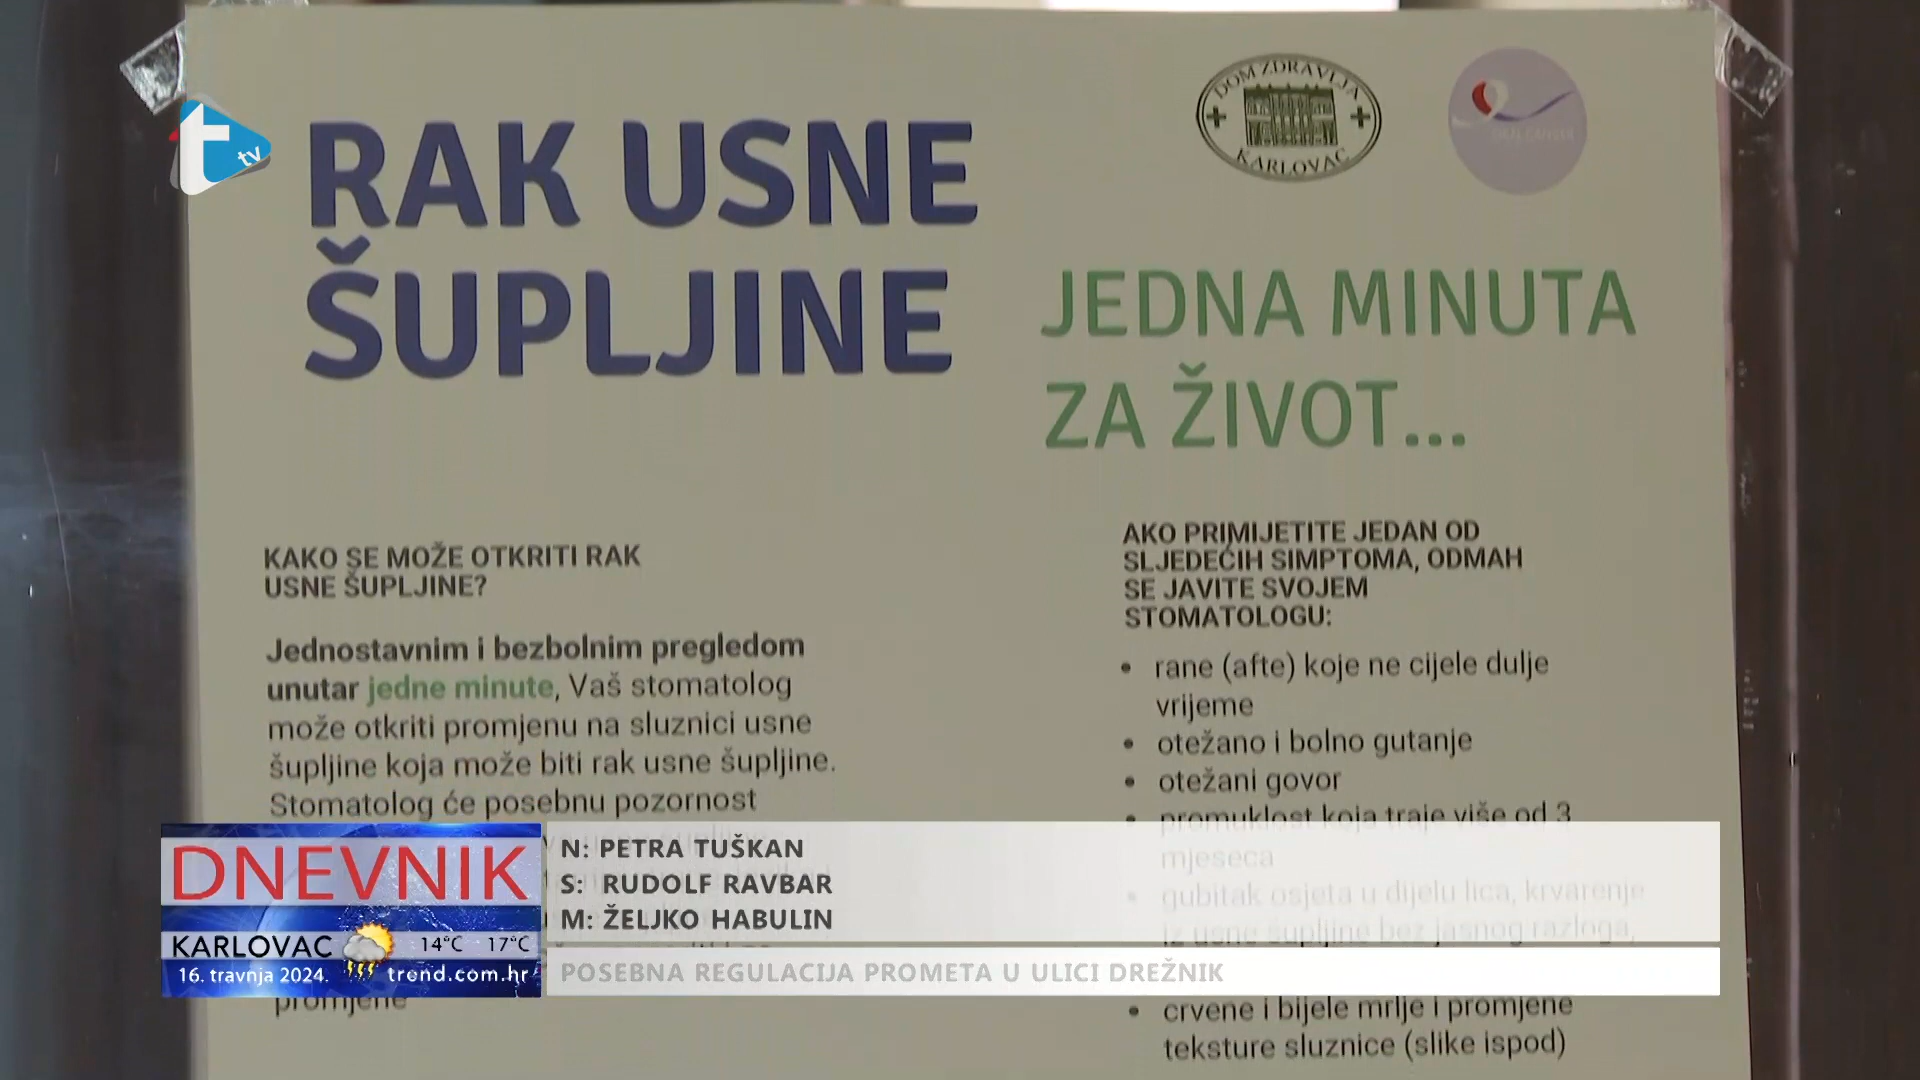 t tv
RAK USNE
ŠUPLJINE
DOM ZDRAVLJA
KARLOVAC
JEDNA MINUTA
ZA ŽIVOT...
KAKO SE MOŽE OTKRITI RAK
USNE ŠUPLJINE?
Jednostavnim i bezbolnim pregledom
unutar jedne minute, Vaš stomatolog
može otkriti promjenu na sluznici usne
šupljine koja može biti rak usne šupljine.
Stomatolog će posebnu pozornost
promjene
AKO PRIMIJETITE JEDAN OD
SLJEDEĆIH SIMPTOMA, ODMAH
SE JAVITE SVOJEM
STOMATOLOGU:
• rane (afte) koje ne cijele dulje
vrijeme
• otežano i bolno gutanje
• otežani govor
• promuklost koja traje više od 3
mjeseca
• gubitak osjeta u dijelu lica, krvarenje
iz usne šupljine bez jasnog razloga,
• crvene i bijele mrlje i promjene
teksture sluznice (slike ispod)
DNEVNIK
KARLOVAC 14°C 17°C
16. travnja 2024. trend.com.hr
N: PETRA TUŠKAN
S: RUDOLF RAVBAR
M: ŽELJKO HABULIN
POSEBNA REGULACIJA PROMETA U ULICI DREŽNIK